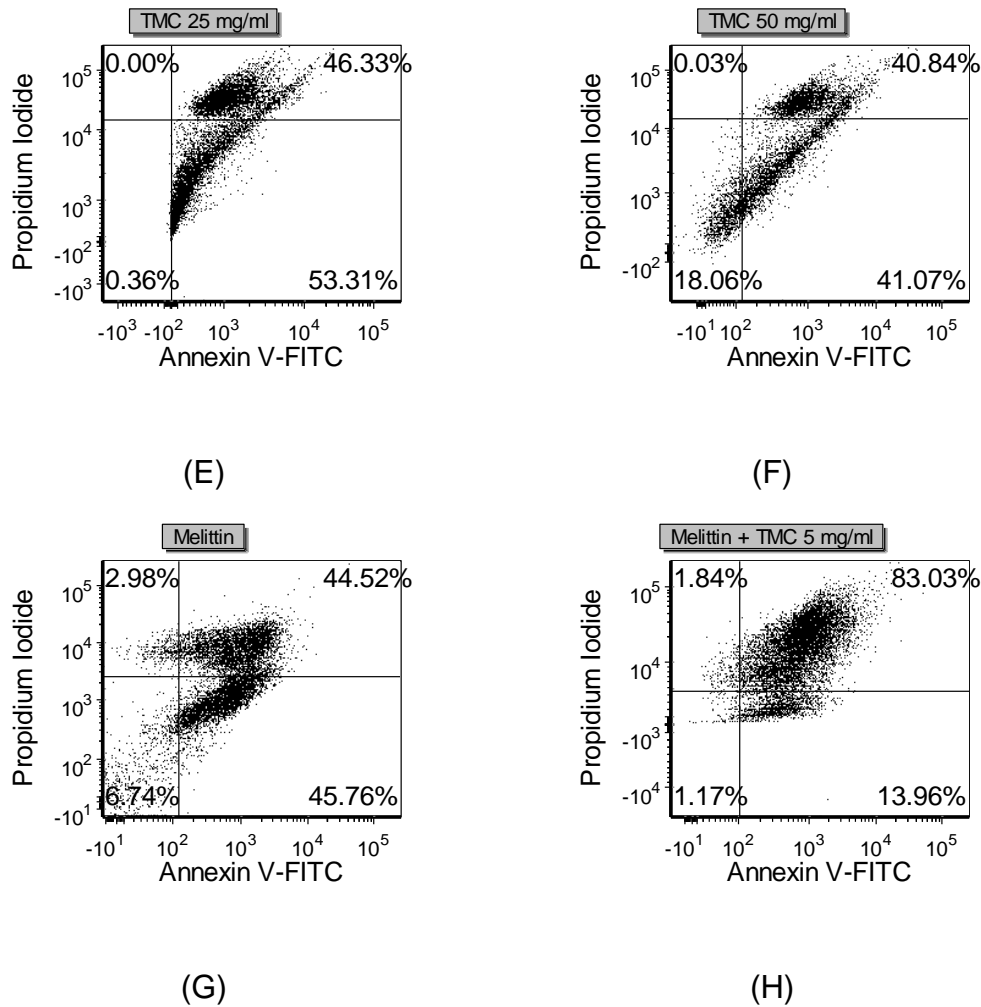 TMC 25 mg/ml
0.00% 46.33%
10^5
10^4
10^3
-10^2
-10^3
Propidium Iodide
0.36% 53.31%
-10^3 -10^2 10^3 10^4 10^5
Annexin V-FITC
(E)
TMC 50 mg/ml
0.03% 40.84%
10^5
10^4
10^3
-10^2
Propidium Iodide
18.06% 41.07%
-10^1 10^2 10^3 10^4 10^5
Annexin V-FITC
(F)
Melittin
2.98% 44.52%
10^5
10^4
10^3
10^2
-10^1
Propidium Iodide
6.74% 45.76%
-10^1 10^2 10^3 10^4 10^5
Annexin V-FITC
(G)
Melittin + TMC 5 mg/ml
1.84% 83.03%
10^5
10^4
-10^3
-10^4
Propidium Iodide
1.17% 13.96%
-10^1 10^2 10^3 10^4 10^5
Annexin V-FITC
(H)